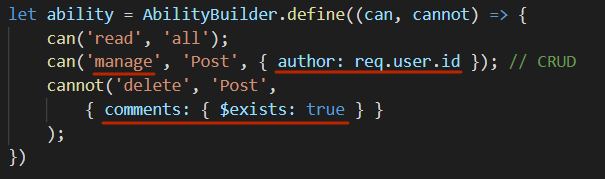 let ability = AbilityBuilder.define((can, cannot) => {
    can('read', 'all');
    can('manage', 'Post', { author: req.user.id }); // CRUD
    cannot('delete', 'Post',
        { comments: { $exists: true } }
    );
})